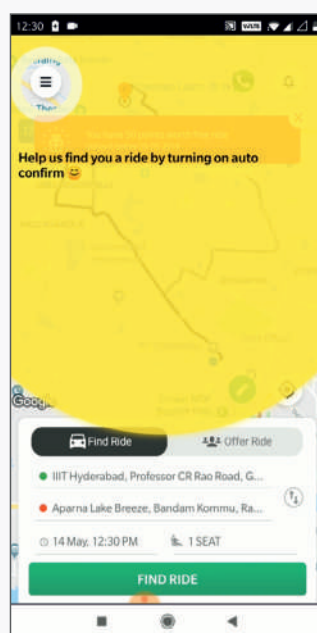 12:30
Help us find you a ride by turning on auto
confirm 😊
Google
Find Ride
Offer Ride
IIIT Hyderabad, Professor CR Rao Road, G...
Aparna Lake Breeze, Bandam Kommu, Ra...
14 May, 12:30 PM
1 SEAT
FIND RIDE